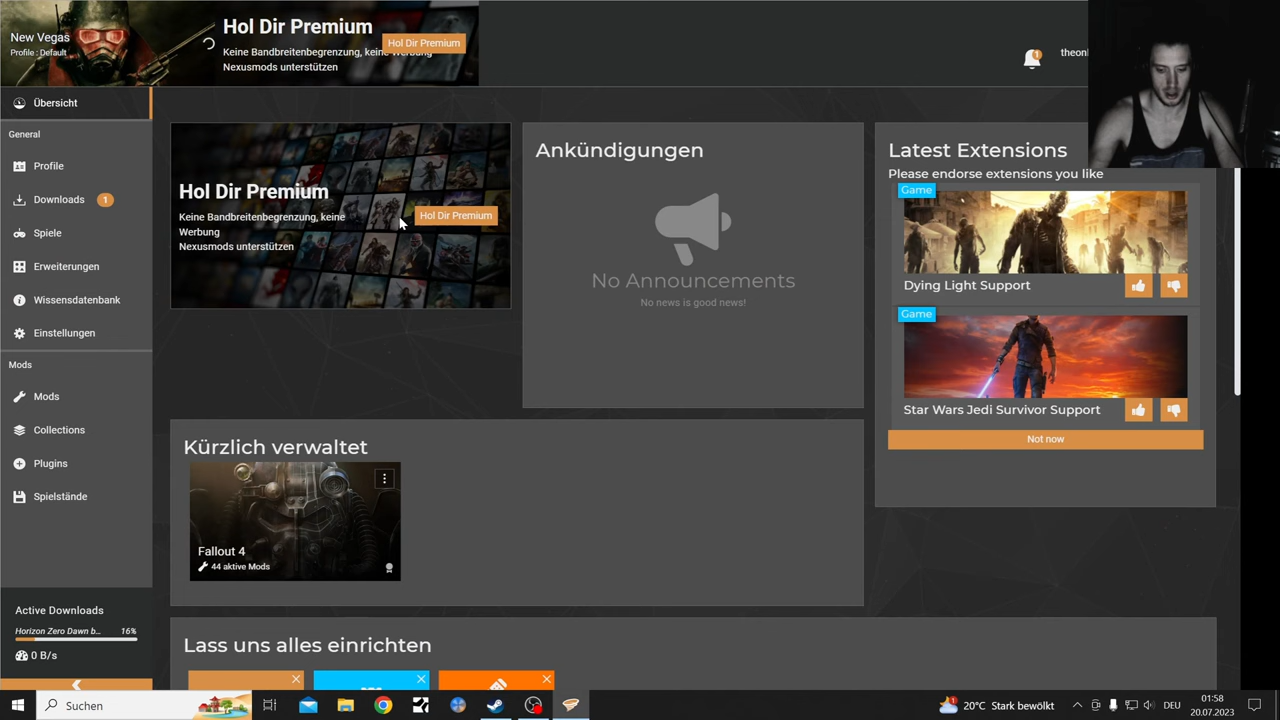 New Vegas
Profile : Default
Hol Dir Premium
Keine Bandbreitenbegrenzung, keine Werbung
Nexusmods unterstützen
Hol Dir Premium
1
theonl
Übersicht
General
Profile
Downloads
1
Spiele
Erweiterungen
Wissensdatenbank
Einstellungen
Mods
Mods
Collections
Plugins
Spielstände
Active Downloads
Horizon Zero Dawn b...
16%
0 B/s
Hol Dir Premium
Keine Bandbreitenbegrenzung, keine
Werbung
Nexusmods unterstützen
Hol Dir Premium
Ankündigungen
No Announcements
No news is good news!
Latest Extensions
Please endorse extensions you like
Game
Dying Light Support
Game
Star Wars Jedi Survivor Support
Not now
Kürzlich verwaltet
Fallout 4
44 aktive Mods
Lass uns alles einrichten
Suchen
1
20°C Stark bewölkt
DEU
01:58
20.07.2023